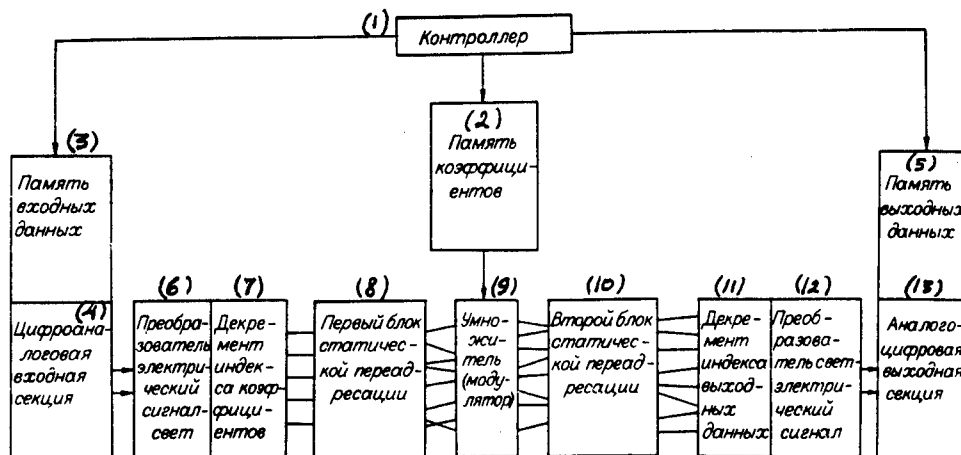 (1)
Контроллер
(2)
Память
коэффици-
ентов
(3)
Память
входных
данных
(5)
Память
выходных
данных
(4)
Цифроана-
логовая
входная
секция
(6)
Преобра-
зователь
электри-
ческий
сигнал-
свет
(7)
Декре-
мент
индек-
са коэф-
фици-
ентов
(8)
Первый блок
статичес-
кой переад-
ресации
(9)
Умно-
жи-
тель
(моду-
лятор)
(10)
Второй блок
статичес-
кой переад-
ресации
(11)
Декре-
мент
индекса
выход-
ных
данных
(12)
Преоб-
разова-
тель свет-
электри-
ческий
сигнал
(13)
Аналого-
цифровая
выходная
секция